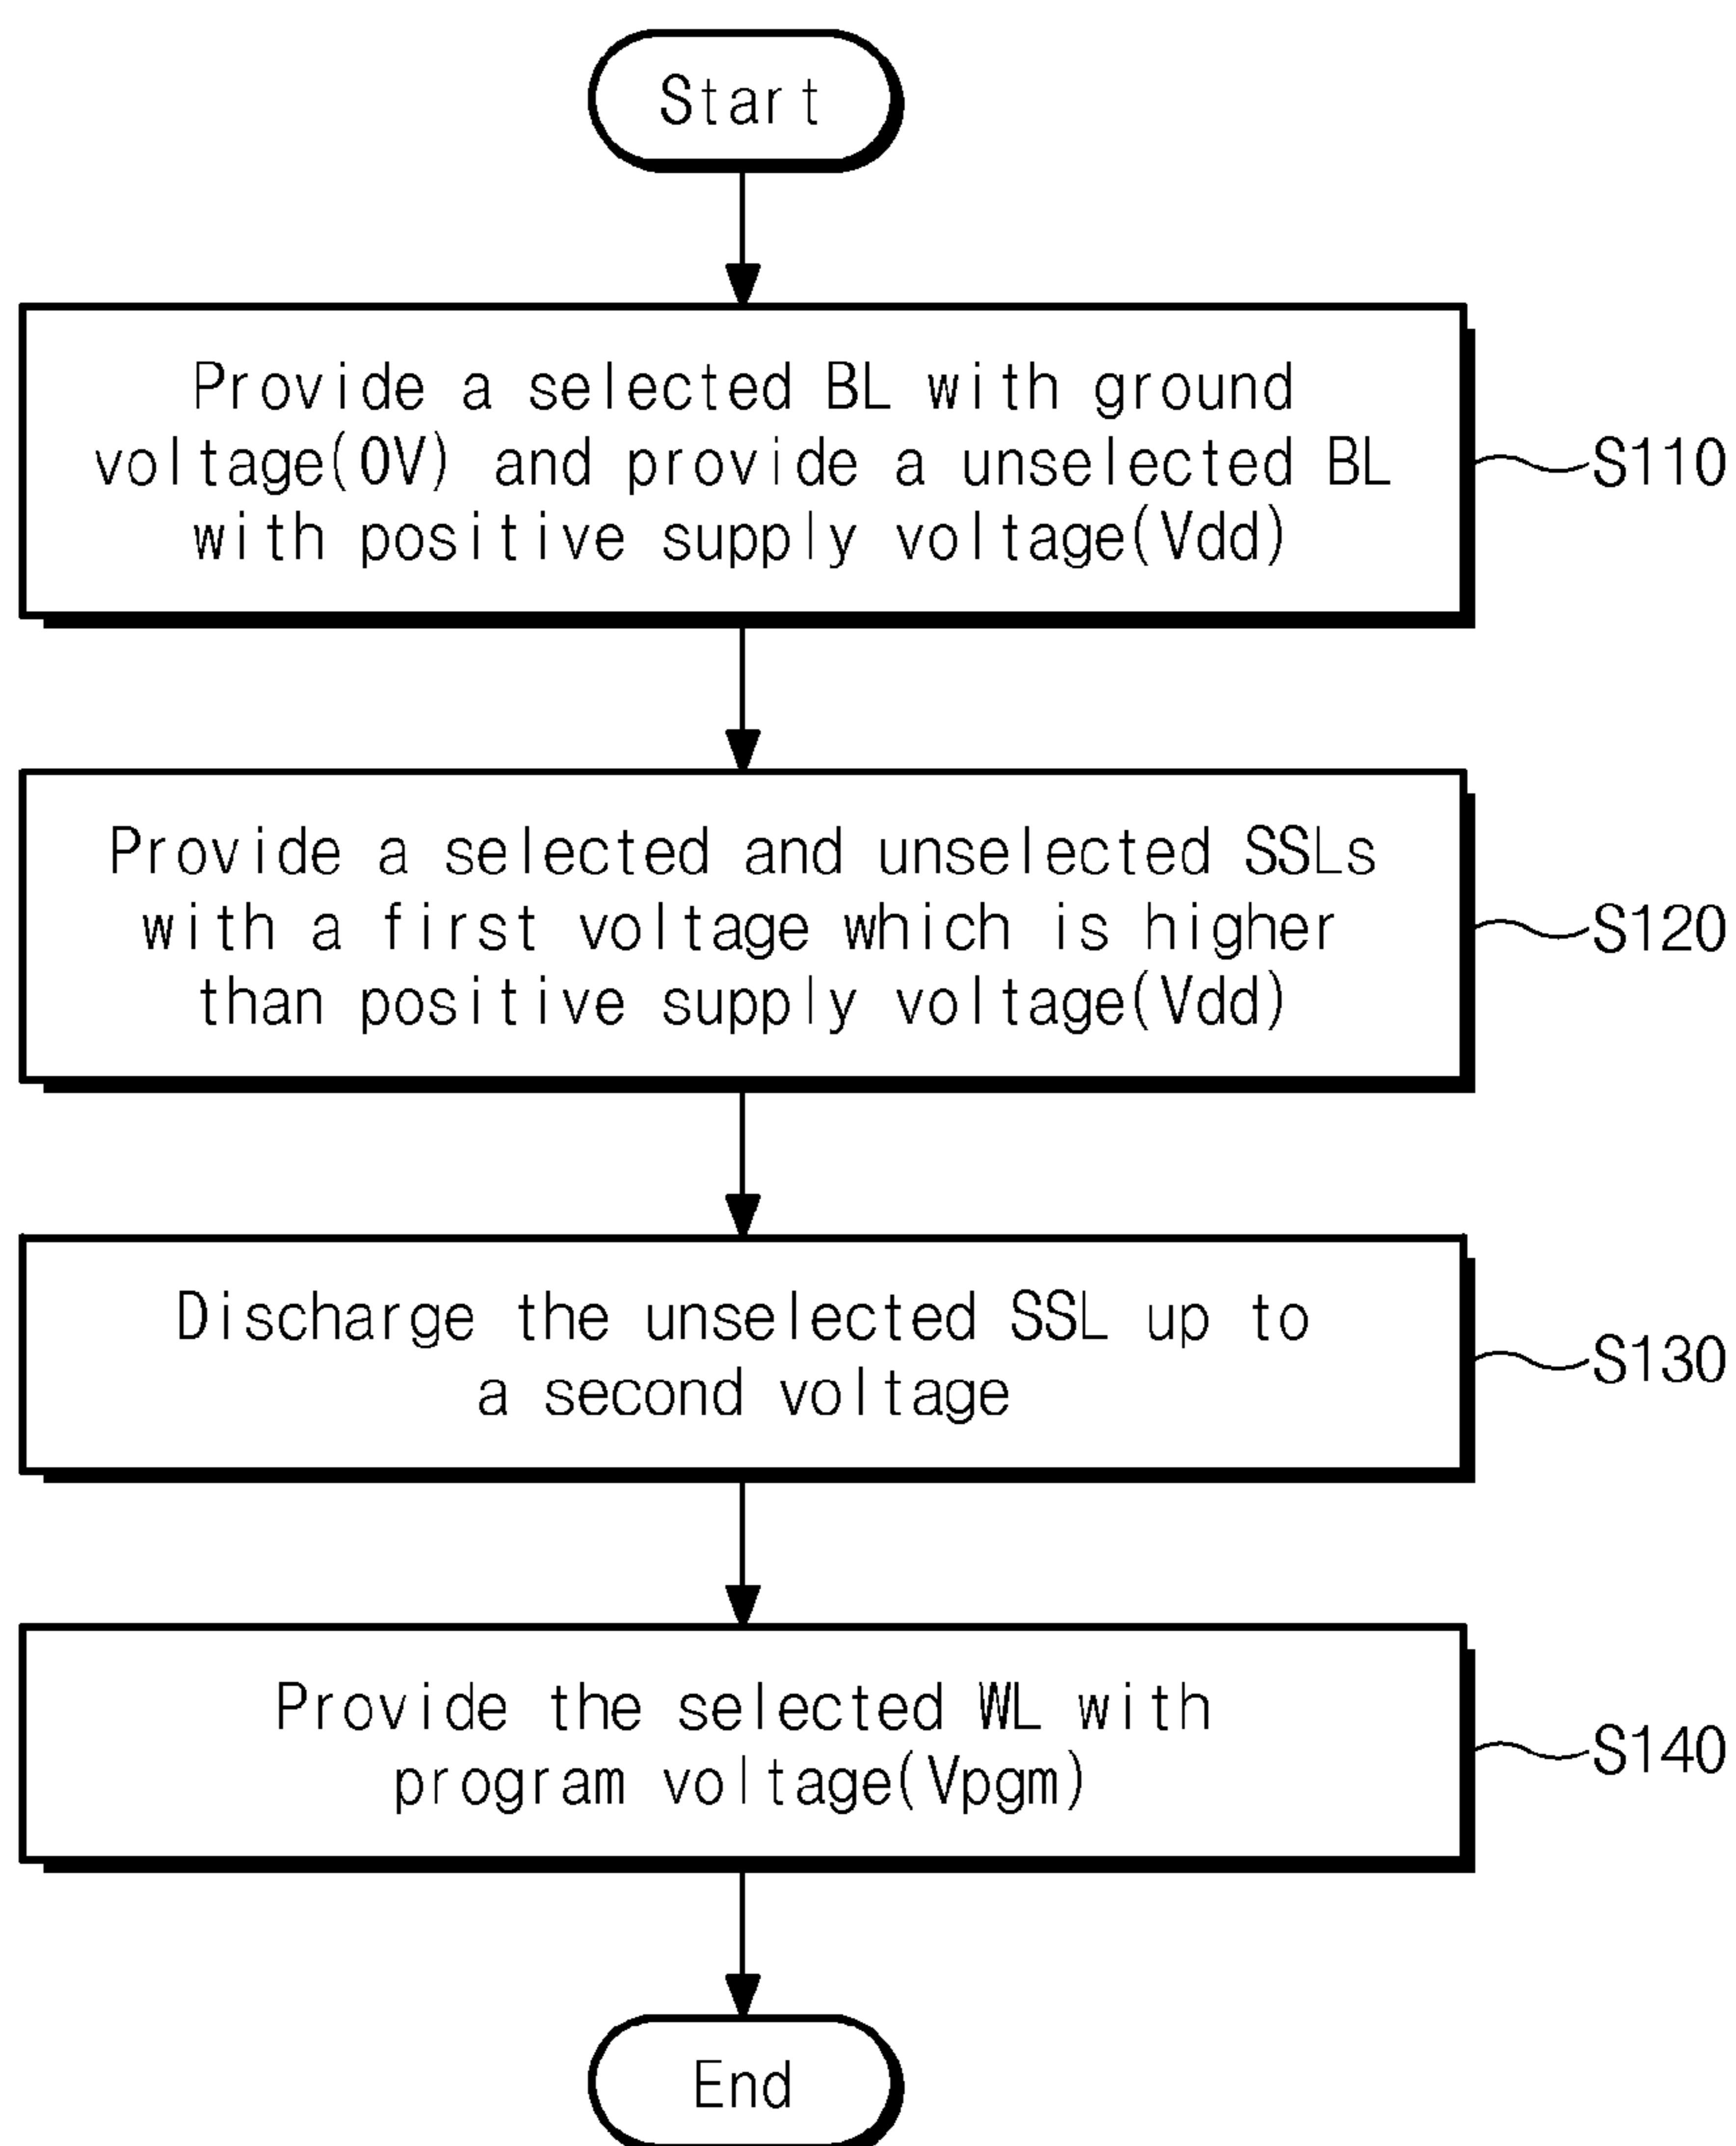 Start
Provide a selected BL with ground
voltage(0V) and provide a unselected BL
with positive supply voltage(Vdd)
S110
Provide a selected and unselected SSLs
with a first voltage which is higher
than positive supply voltage(Vdd)
S120
Discharge the unselected SSL up to
a second voltage
S130
Provide the selected WL with
program voltage(Vpgm)
S140
End